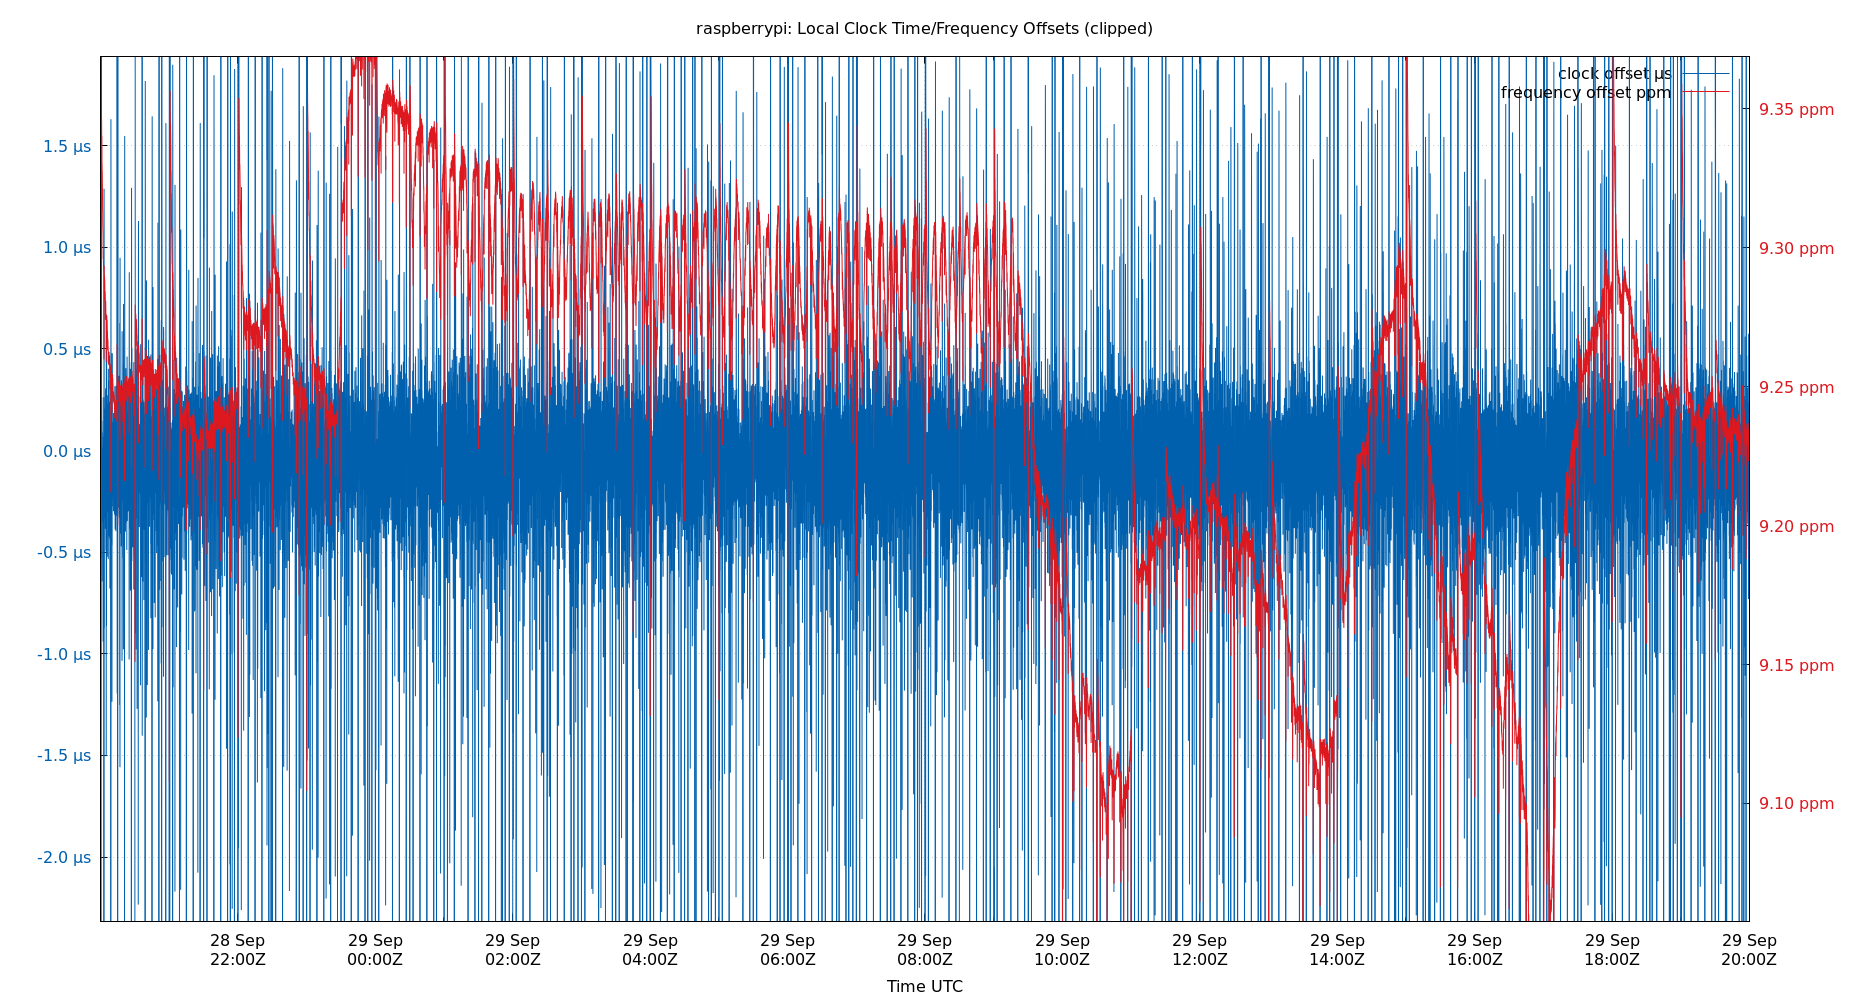 raspberrypi: Local Clock Time/Frequency Offsets (clipped)
clock offset µs
frequency offset ppm
1.5 µs
1.0 µs
0.5 µs
0.0 µs
-0.5 µs
-1.0 µs
-1.5 µs
-2.0 µs
9.35 ppm
9.30 ppm
9.25 ppm
9.20 ppm
9.15 ppm
9.10 ppm
28 Sep 29 Sep 29 Sep 29 Sep 29 Sep 29 Sep 29 Sep 29 Sep 29 Sep 29 Sep 29 Sep 29 Sep
22:00Z 00:00Z 02:00Z 04:00Z 06:00Z 08:00Z 10:00Z 12:00Z 14:00Z 16:00Z 18:00Z 20:00Z
Time UTC